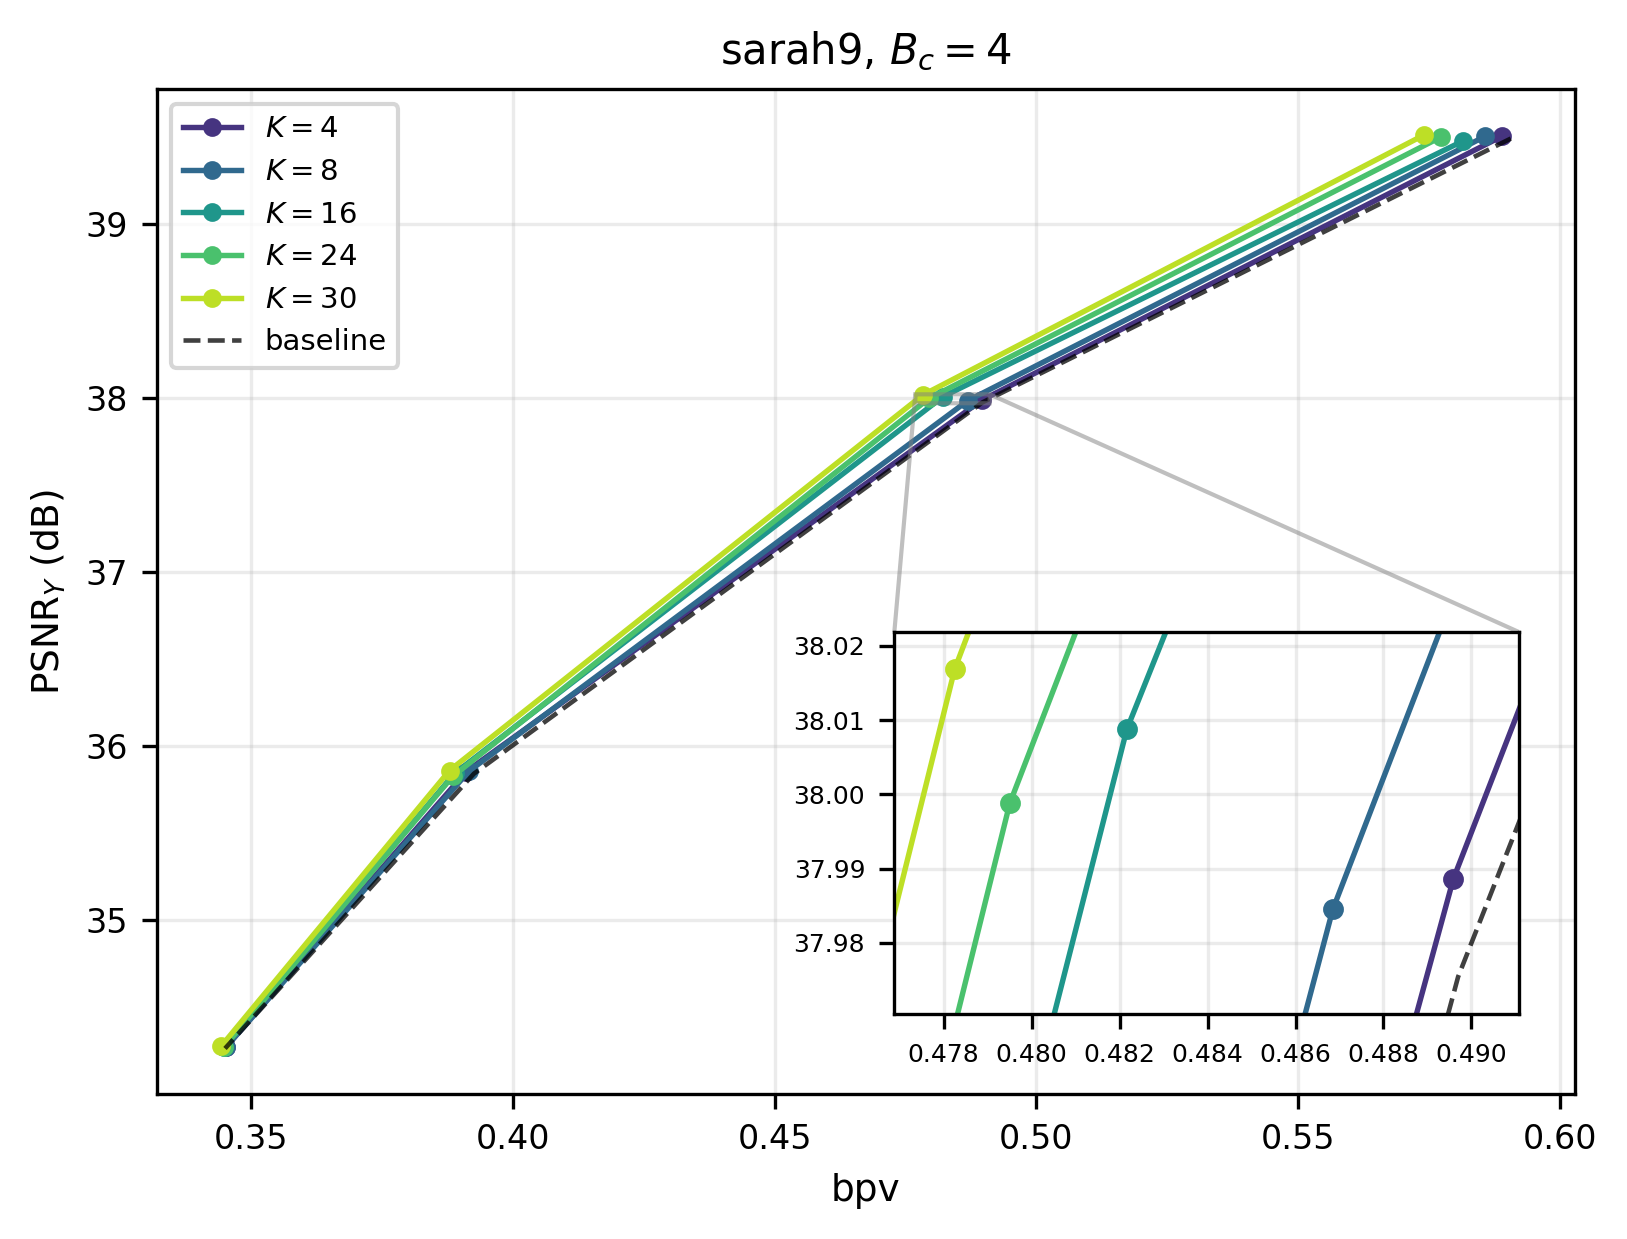 sarah9, B_c = 4
K = 4
K = 8
K = 16
K = 24
K = 30
baseline
PSNR_Y (dB)
39
38
37
36
35
38.02
38.01
38.00
37.99
37.98
0.478 0.480 0.482 0.484 0.486 0.488 0.490
0.35 0.40 0.45 0.50 0.55 0.60
bpv